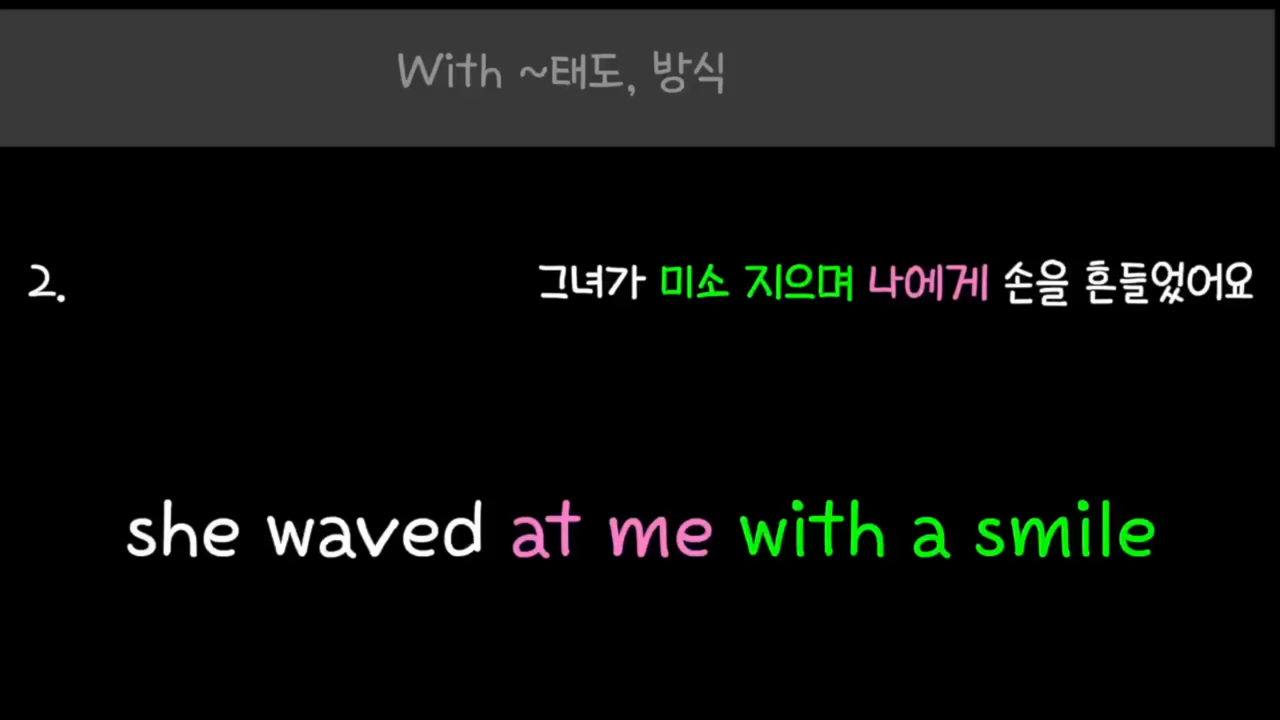 With ~태도, 방식
2. 그녀가 미소 지으며 나에게 손을 흔들었어요
she waved at me with a smile